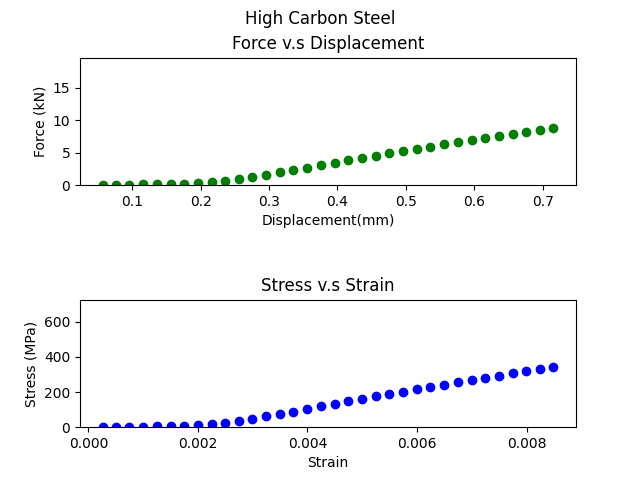 High Carbon Steel
Force v.s Displacement
Force (kN)
15
10
5
0
0.1 0.2 0.3 0.4 0.5 0.6 0.7
Displacement(mm)
Stress v.s Strain
Stress (MPa)
600
400
200
0
0.000 0.002 0.004 0.006 0.008
Strain